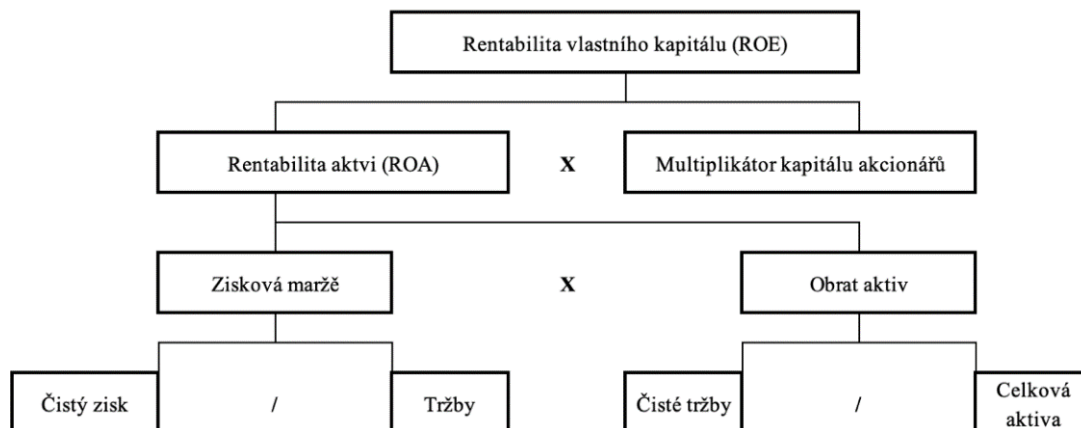 Rentabilita vlastního kapitálu (ROE)
Rentabilita aktvi (ROA)
X
Multiplikátor kapitálu akcionářů
Zisková maržě
X
Obrat aktiv
Čistý zisk
/
Tržby
Čisté tržby
/
Celková
aktiva